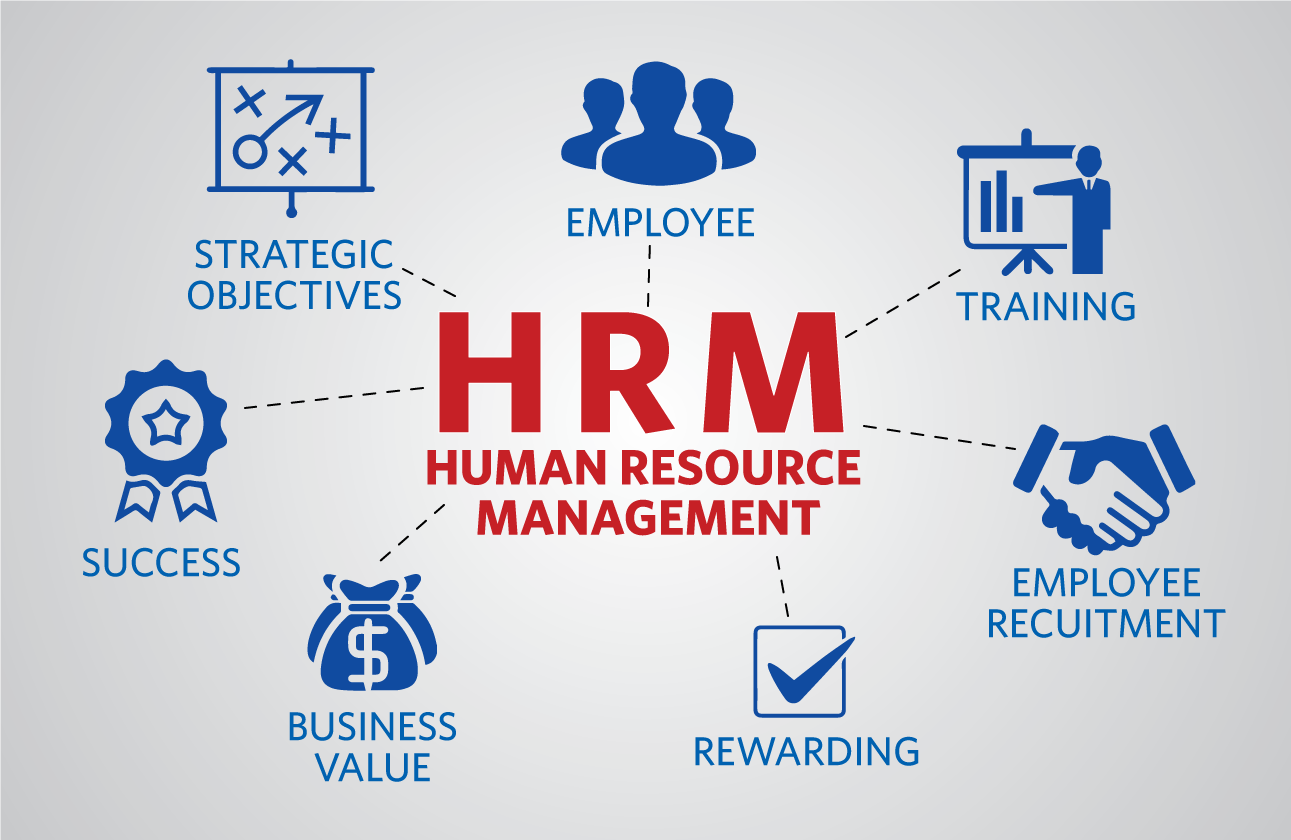 EMPLOYEE
STRATEGIC
OBJECTIVES
TRAINING
HRM
HUMAN RESOURCE
MANAGEMENT
SUCCESS
EMPLOYEE
RECUITMENT
BUSINESS
VALUE
REWARDING